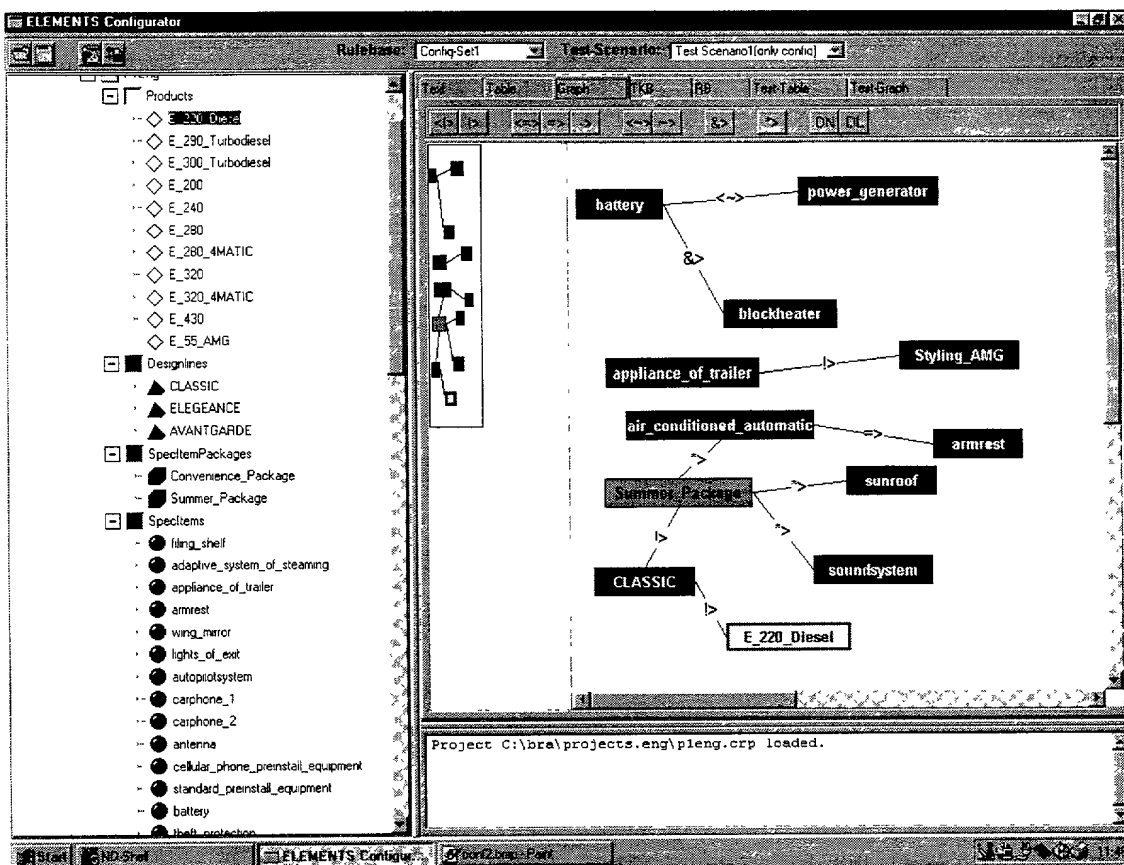 ELEMENTS Configurator
Rulebase: Config-Set1 Test-Scenario: Test Scenario1(only config)
Products
E_220_Diesel
E_290_Turbodiesel
E_300_Turbodiesel
E_200
E_240
E_280
E_280_4MATIC
E_320
E_320_4MATIC
E_430
E_55_AMG
Designlines
CLASSIC
ELEGEANCE
AVANTGARDE
SpecItemPackages
Convenience_Package
Summer_Package
SpecItems
filing_shelf
adaptive_system_of_steaming
appliance_of_trailer
armrest
wing_mirror
lights_of_exit
autopilotsystem
carphone_1
carphone_2
antenna
cellular_phone_preinstall_equipment
standard_preinstall_equipment
battery
theft_protection
Text Table Graph TKB RB Test-Table Test-Graph
<|> |> <=> => -> <~> ~> &> *> ON
battery <~> power_generator
&>
blockheater
appliance_of_trailer |> Styling_AMG
air_conditioned_automatic => armrest
*>
Summer_Package *> sunroof
|> *>
CLASSIC soundsystem
|>
E_220_Diesel
Project C:\bra\projects.eng\pleng.crp loaded.
Start ND-Shell ELEMENTS Configur... Paint